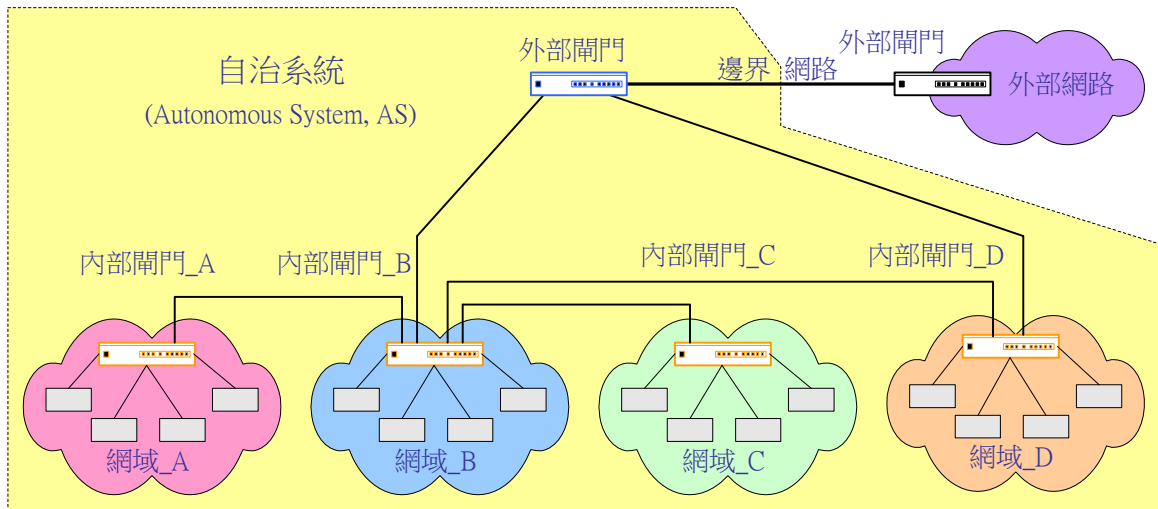 外部閘門
外部閘門
自治系統
(Autonomous System, AS)
邊界 網路
外部網路
內部閘門_A
內部閘門_B
內部閘門_C
內部閘門_D
網域_A
網域_B
網域_C
網域_D